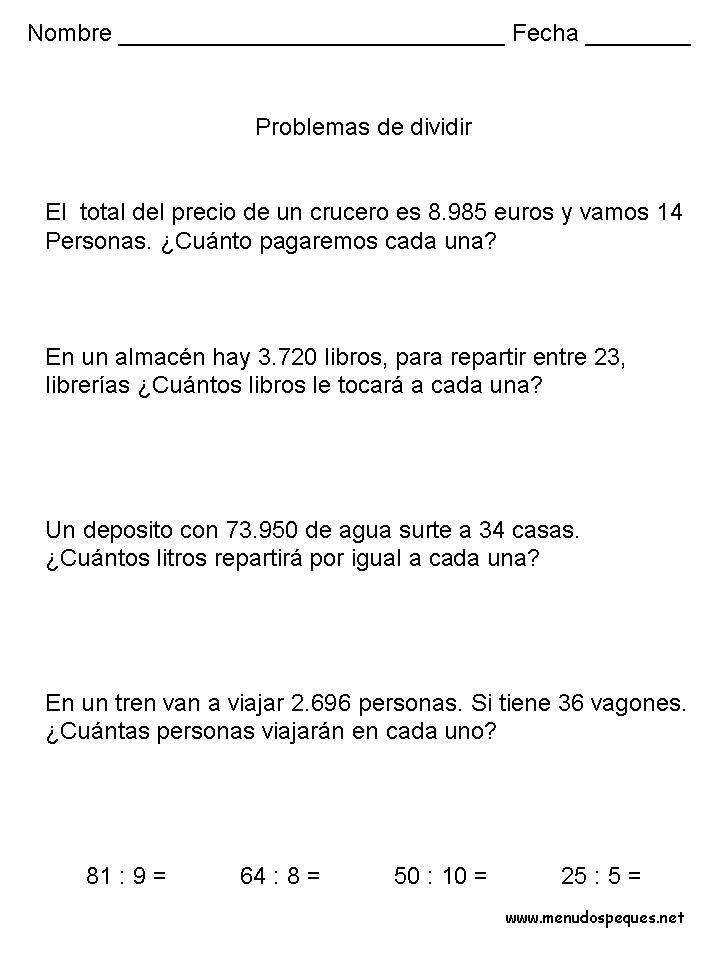 Nombre _____________________________ Fecha ________
Problemas de dividir
El  total del precio de un crucero es 8.985 euros y vamos 14
Personas. ¿Cuánto pagaremos cada una?
En un almacén hay 3.720 libros, para repartir entre 23,
librerías ¿Cuántos libros le tocará a cada una?
Un deposito con 73.950 de agua surte a 34 casas.
¿Cuántos litros repartirá por igual a cada una?
En un tren van a viajar 2.696 personas. Si tiene 36 vagones.
¿Cuántas personas viajarán en cada uno?
81 : 9 = 64 : 8 = 50 : 10 = 25 : 5 =
www.menudospeques.net